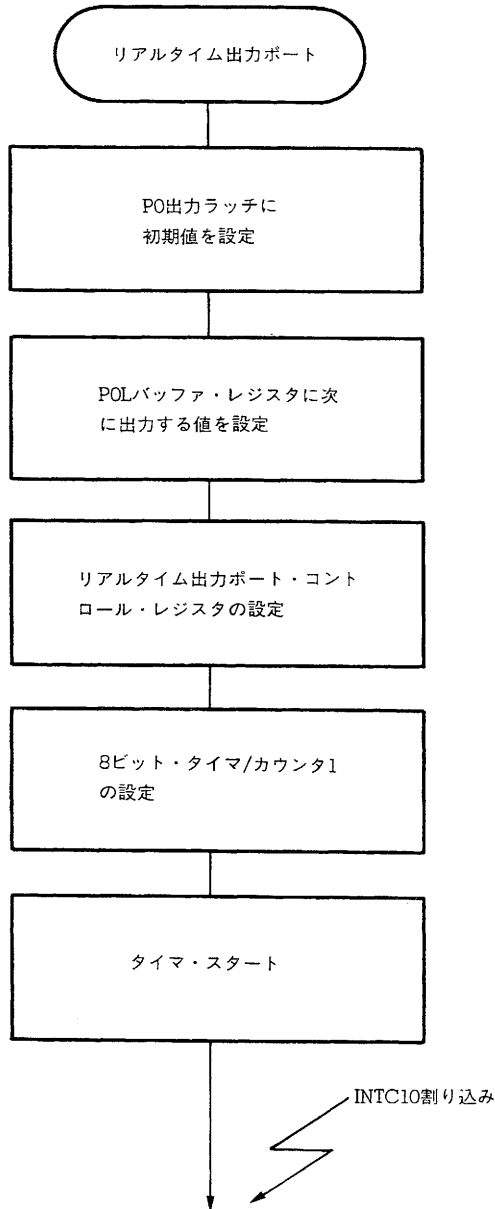 リアルタイム出力ポート
P0出力ラッチに
初期値を設定
P0Lバッファ・レジスタに次
に出力する値を設定
リアルタイム出力ポート・コント
ロール・レジスタの設定
8ビット・タイマ/カウンタ1
の設定
タイマ・スタート
INTC10割り込み